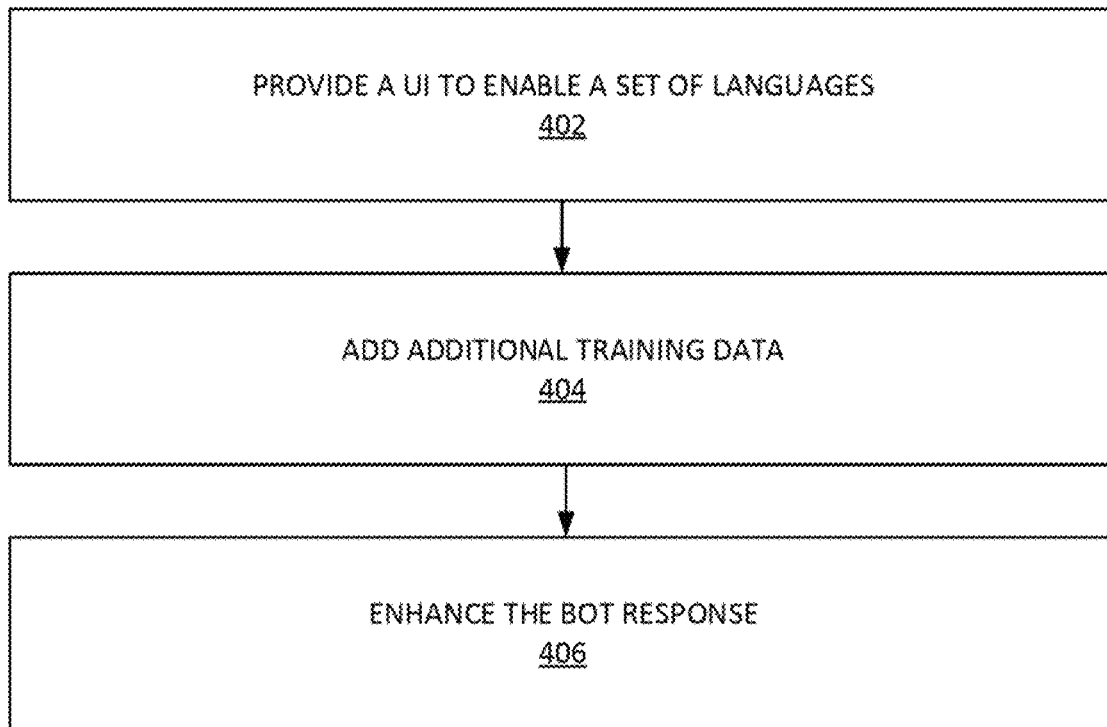 PROVIDE A UI TO ENABLE A SET OF LANGUAGES
402
ADD ADDITIONAL TRAINING DATA
404
ENHANCE THE BOT RESPONSE
406